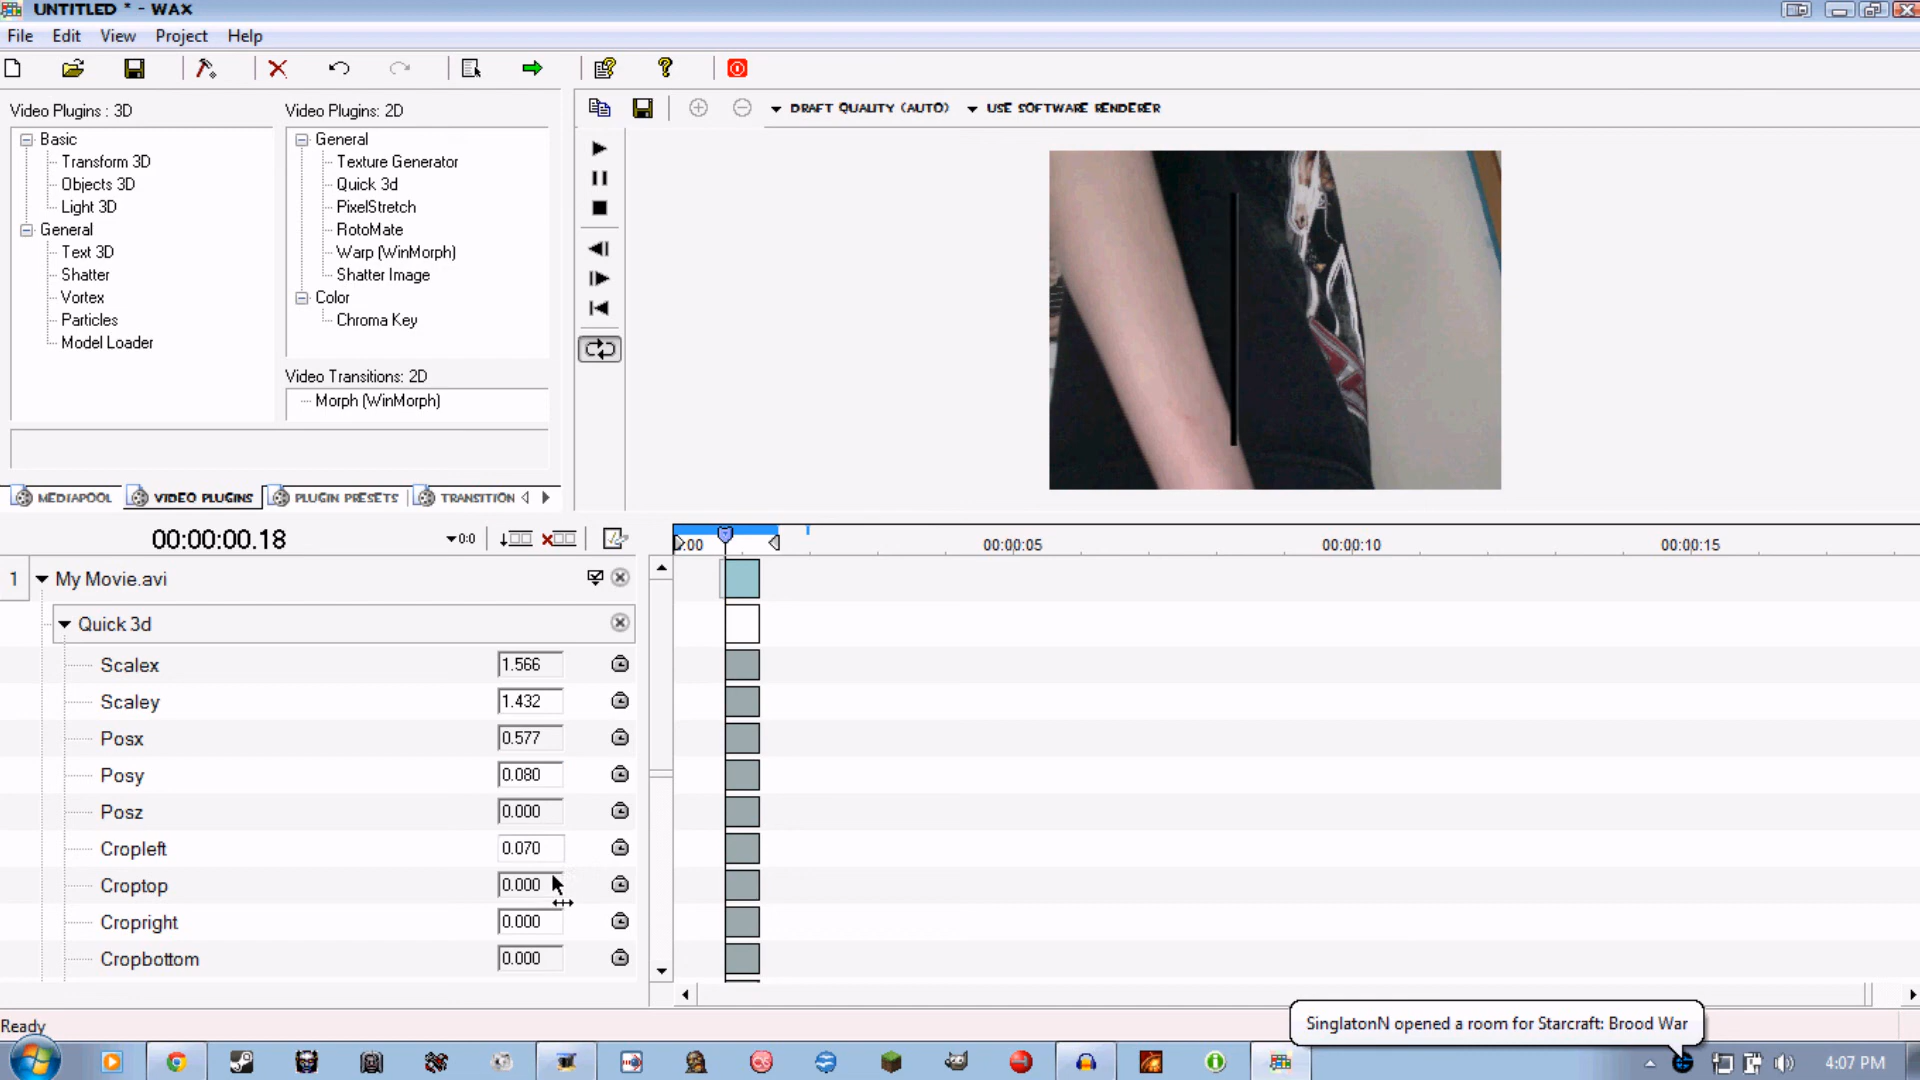 UNTITLED * - WAX
File Edit View Project Help
Video Plugins : 3D
Basic
Transform 3D
Objects 3D
Light 3D
General
Text 3D
Shatter
Vortex
Particles
Model Loader
Video Plugins: 2D
General
Texture Generator
Quick 3d
PixelStretch
RotoMate
Warp (WinMorph)
Shatter Image
Color
Chroma Key
Video Transitions: 2D
Morph (WinMorph)
MEDIAPOOL VIDEO PLUGINS PLUGIN PRESETS TRANSITION
DRAFT QUALITY (AUTO) USE SOFTWARE RENDERER
00:00:00.18
0:0
:00 00:00:05 00:00:10 00:00:15
1 My Movie.avi
Quick 3d
Scalex 1.566
Scaley 1.432
Posx 0.577
Posy 0.080
Posz 0.000
Cropleft 0.070
Croptop 0.000
Cropright 0.000
Cropbottom 0.000
Ready
SinglatonN opened a room for Starcraft: Brood War
4:07 PM